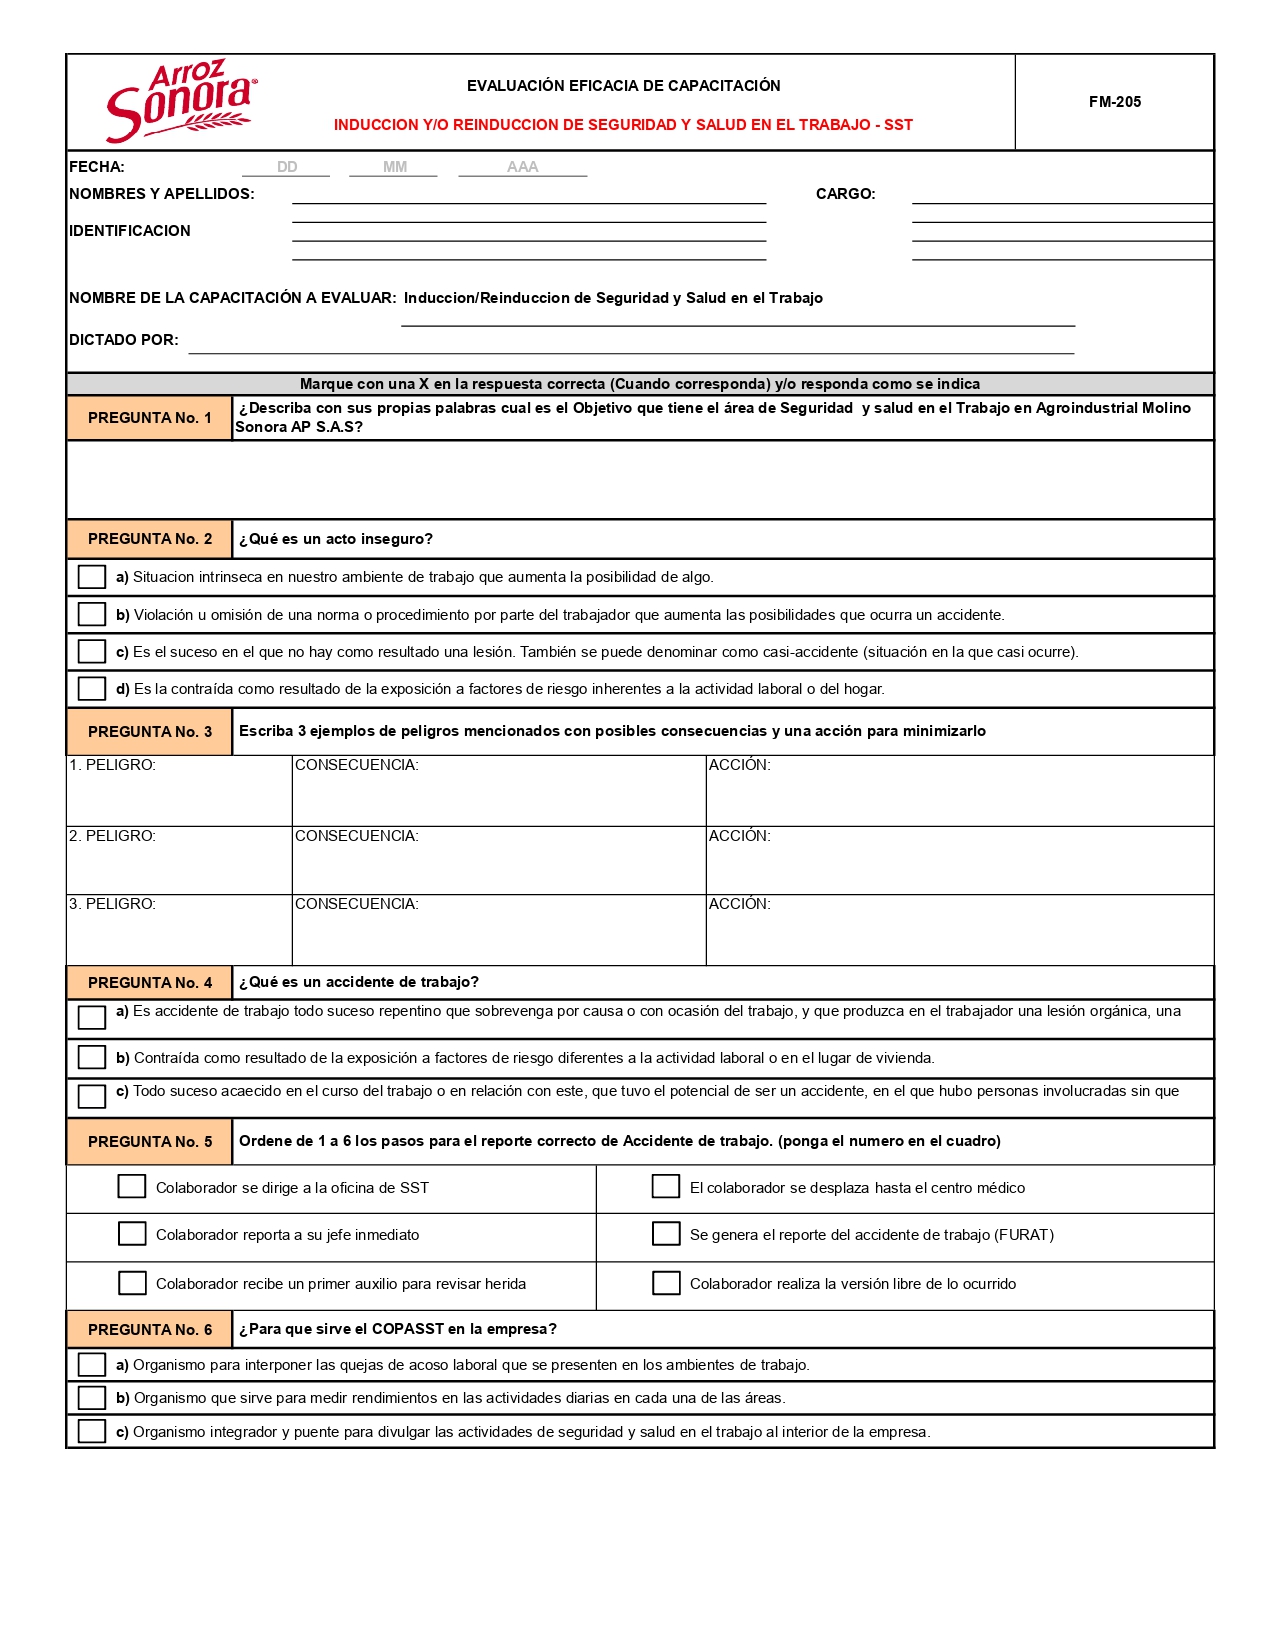 Arroz
Sonora®
EVALUACIÓN EFICACIA DE CAPACITACIÓN
INDUCCION Y/O REINDUCCION DE SEGURIDAD Y SALUD EN EL TRABAJO - SST
FM-205
FECHA: DD MM AAA
NOMBRES Y APELLIDOS: CARGO:
IDENTIFICACION
NOMBRE DE LA CAPACITACIÓN A EVALUAR: Induccion/Reinduccion de Seguridad y Salud en el Trabajo
DICTADO POR:
Marque con una X en la respuesta correcta (Cuando corresponda) y/o responda como se indica
PREGUNTA No. 1
¿Describa con sus propias palabras cual es el Objetivo que tiene el área de Seguridad y salud en el Trabajo en Agroindustrial Molino
Sonora AP S.A.S?
PREGUNTA No. 2 ¿Qué es un acto inseguro?
a) Situacion intrinseca en nuestro ambiente de trabajo que aumenta la posibilidad de algo.
b) Violación u omisión de una norma o procedimiento por parte del trabajador que aumenta las posibilidades que ocurra un accidente.
c) Es el suceso en el que no hay como resultado una lesión. También se puede denominar como casi-accidente (situación en la que casi ocurre).
d) Es la contraída como resultado de la exposición a factores de riesgo inherentes a la actividad laboral o del hogar.
PREGUNTA No. 3 Escriba 3 ejemplos de peligros mencionados con posibles consecuencias y una acción para minimizarlo
1. PELIGRO: CONSECUENCIA: ACCIÓN:
2. PELIGRO: CONSECUENCIA: ACCIÓN:
3. PELIGRO: CONSECUENCIA: ACCIÓN:
PREGUNTA No. 4 ¿Qué es un accidente de trabajo?
a) Es accidente de trabajo todo suceso repentino que sobrevenga por causa o con ocasión del trabajo, y que produzca en el trabajador una lesión orgánica, una
b) Contraída como resultado de la exposición a factores de riesgo diferentes a la actividad laboral o en el lugar de vivienda.
c) Todo suceso acaecido en el curso del trabajo o en relación con este, que tuvo el potencial de ser un accidente, en el que hubo personas involucradas sin que
PREGUNTA No. 5 Ordene de 1 a 6 los pasos para el reporte correcto de Accidente de trabajo. (ponga el numero en el cuadro)
Colaborador se dirige a la oficina de SST El colaborador se desplaza hasta el centro médico
Colaborador reporta a su jefe inmediato Se genera el reporte del accidente de trabajo (FURAT)
Colaborador recibe un primer auxilio para revisar herida Colaborador realiza la versión libre de lo ocurrido
PREGUNTA No. 6 ¿Para que sirve el COPASST en la empresa?
a) Organismo para interponer las quejas de acoso laboral que se presenten en los ambientes de trabajo.
b) Organismo que sirve para medir rendimientos en las actividades diarias en cada una de las áreas.
c) Organismo integrador y puente para divulgar las actividades de seguridad y salud en el trabajo al interior de la empresa.